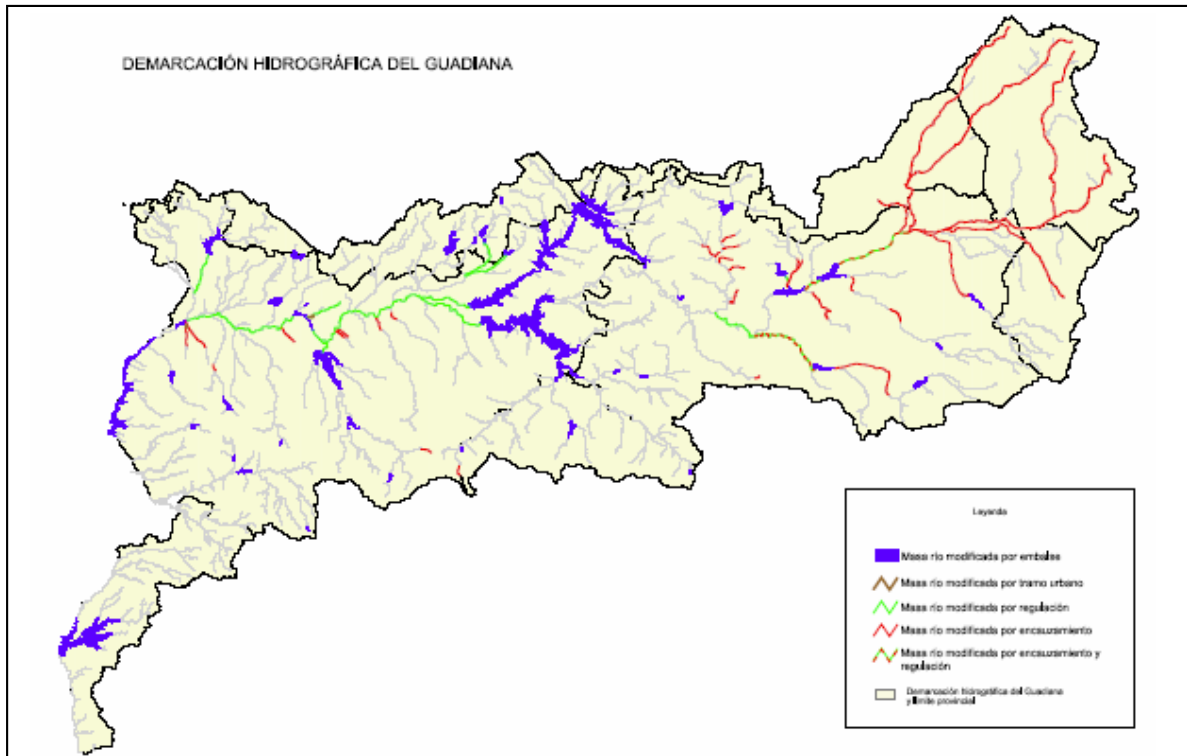 DEMARCACIÓN HIDROGRÁFICA DEL GUADIANA
Leyenda
Masa río modificada por embalse
Masa río modificada por tramo urbano
Masa río modificada por regulación
Masa río modificada por encauzamiento
Masa río modificada por encauzamiento y
regulación
Demarcación hidrográfica del Guadiana
y límite provincial